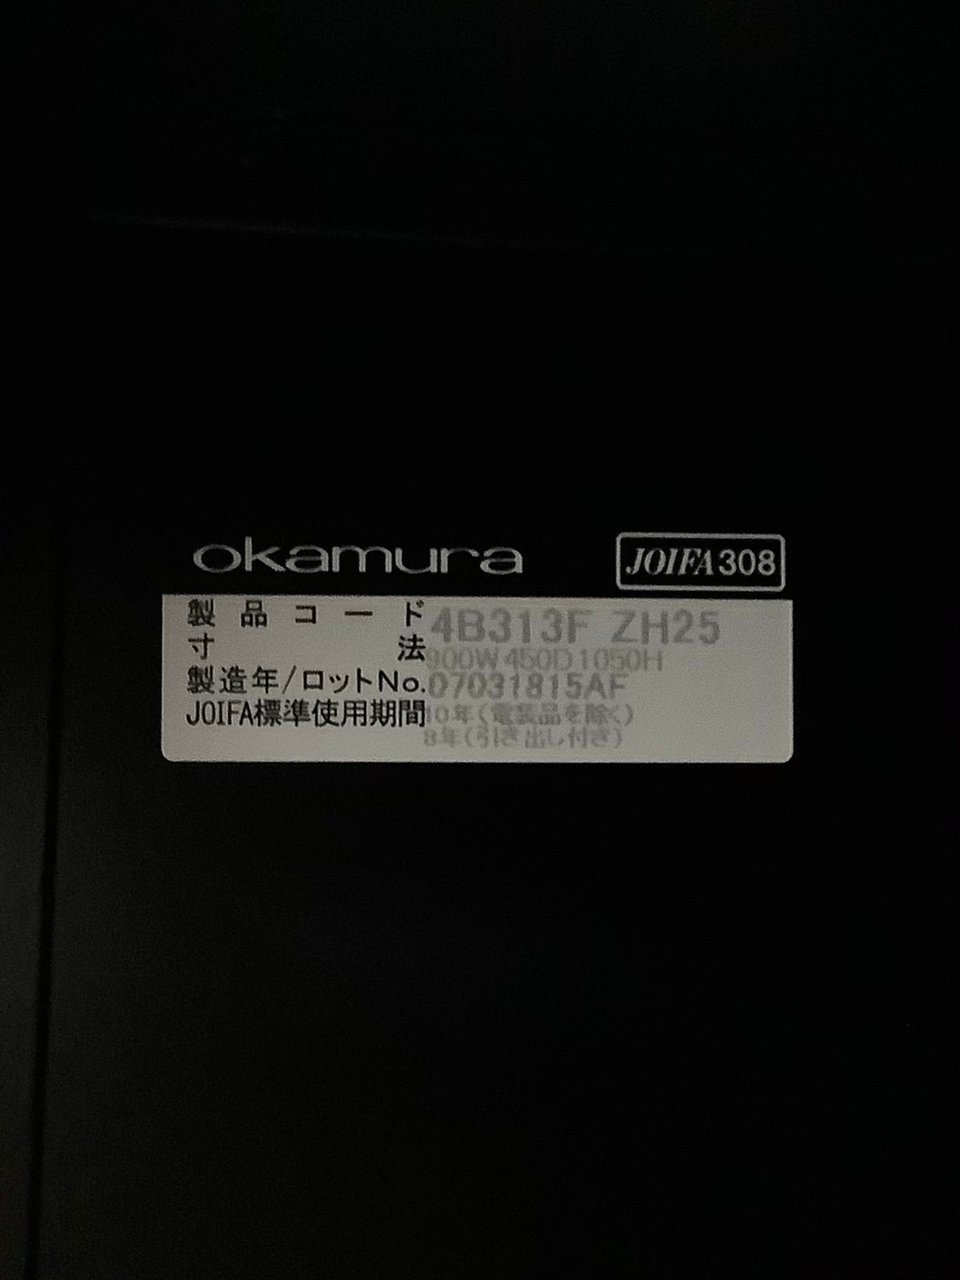 okamura
JOIFA308
製品コード 4B313F ZH25
寸法 900W450D1050H
製造年/ロットNo. 07031815AF
JOIFA標準使用期間 10年(電装品を除く)
8年(引き出し付き)